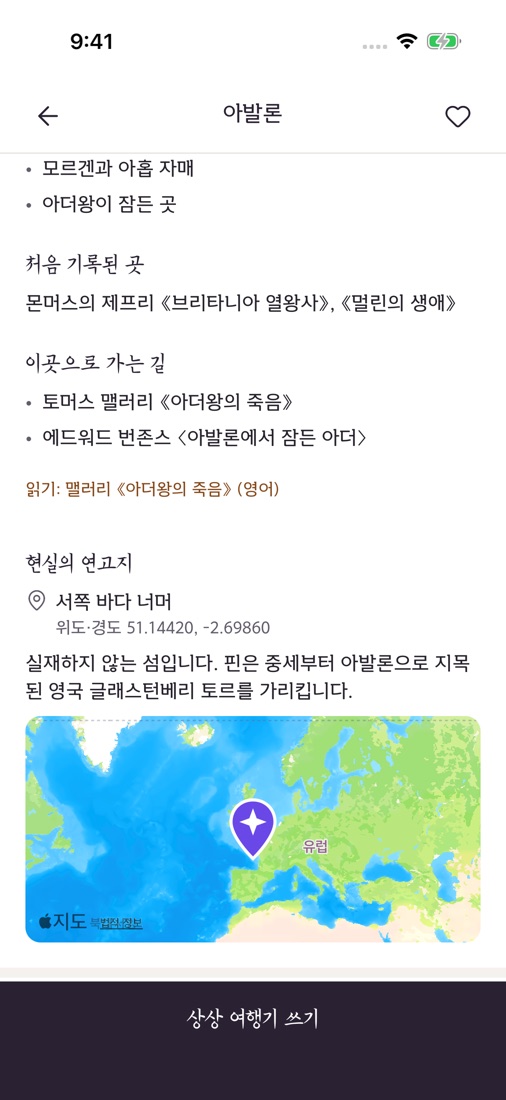 9:41
아발론
• 모르겐과 아홉 자매
• 아더왕이 잠든 곳
처음 기록된 곳
몬머스의 제프리 《브리타니아 열왕사》, 《멀린의 생애》
이곳으로 가는 길
• 토머스 맬러리 《아더왕의 죽음》
• 에드워드 번존스 〈아발론에서 잠든 아더〉
읽기: 맬러리 《아더왕의 죽음》 (영어)
현실의 연고지
서쪽 바다 너머
위도·경도 51.14420, -2.69860
실재하지 않는 섬입니다. 핀은 중세부터 아발론으로 지목
된 영국 글래스턴베리 토르를 가리킵니다.
유럽
지도 법적 정보
상상 여행기 쓰기